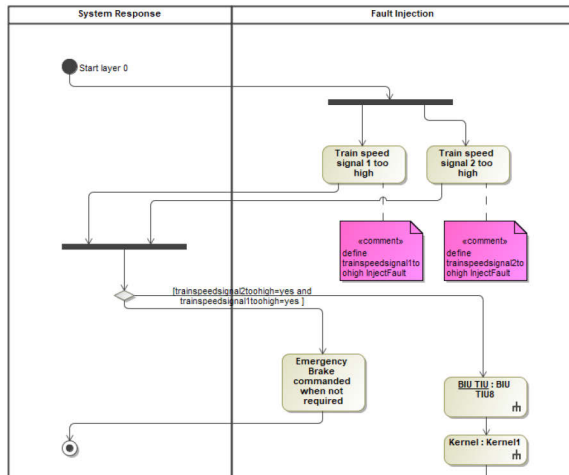 System Response
Fault Injection
Start layer 0
Train speed
signal 1 too
high
Train speed
signal 2 too
high
«comment»
define
trainspeedsignal1to
ohigh InjectFault
«comment»
define
trainspeedsignal2to
ohigh InjectFault
[trainspeedsignal2toohigh=yes and
trainspeedsignal1toohigh=yes ]
Emergency
Brake
commanded
when not
required
BIU TIU : BIU
TIU8
Kernel : Kernel1